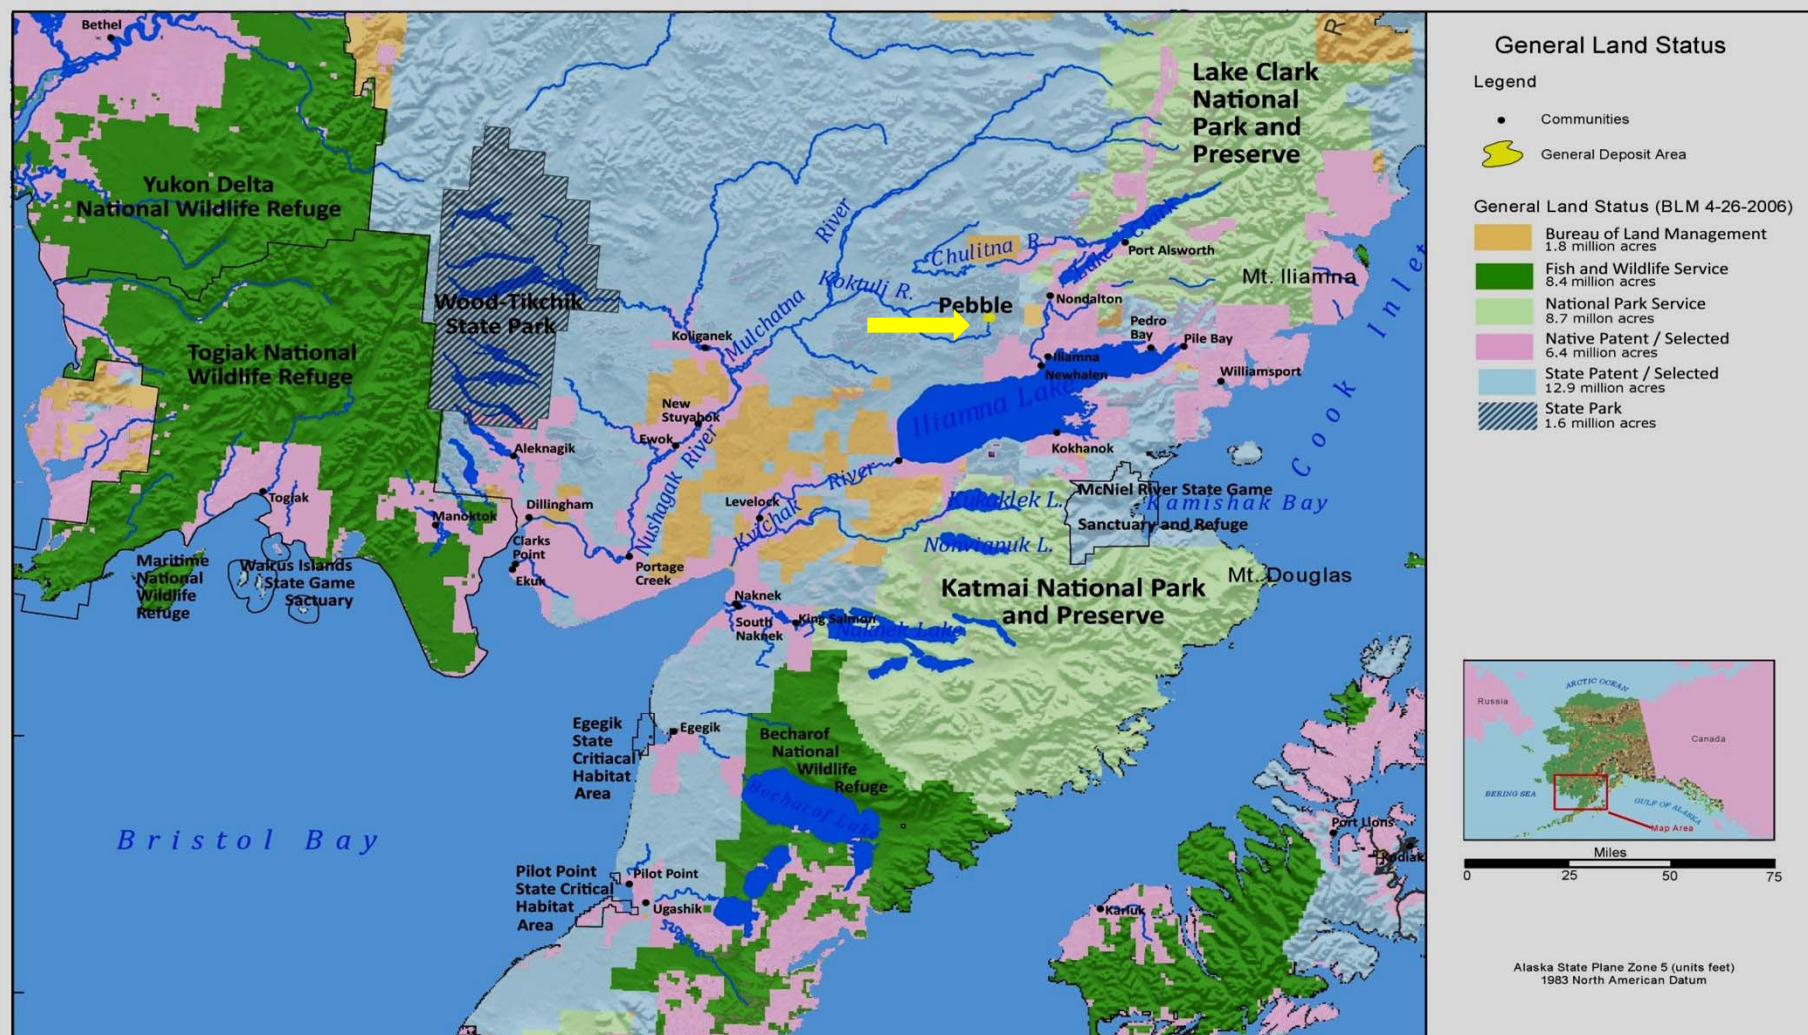 Bethel
Yukon Delta
National Wildlife Refuge
Lake Clark
National
Park and
Preserve
R
River
Chulitna R.
Lake Clark
Port Alsworth
Mt. Iliamna
Koktuli R.
Pebble
Nondalton
Wood-Tikchik
State Park
Mulchatna
Koliganek
Pedro
Bay
Pile Bay
Iliamna
Newhalen
Williamsport
Togiak National
Wildlife Refuge
Iliamna Lake
Cook Inlet
New
Stuyahok
Ewok
Nushagak River
Aleknagik
Kokhanok
Togiak
Dillingham
Levelock
Kvichak
River
Kukaklek L.
McNiel River State Game
Sanctuary and Refuge
Kamishak Bay
Manoktok
Clarks
Point
Ekuk
Nonvianuk L.
Portage
Creek
Maritime
National
Wildlife
Refuge
Walrus Islands
State Game
Sactuary
Mt. Douglas
Katmai National Park
and Preserve
Naknek
South
Naknek
King Salmon
Naknek Lake
Egegik
State
Critiacal
Habitat
Area
Egegik
Becharof
National
Wildlife
Refuge
Becharof Lake
Bristol Bay
Port Lions
Kodiak
Pilot Point
State Critical
Habitat
Area
Pilot Point
Ugashik
Karluk
General Land Status
Legend
Communities
General Deposit Area
General Land Status (BLM 4-26-2006)
Bureau of Land Management
1.8 million acres
Fish and Wildlife Service
8.4 million acres
National Park Service
8.7 millon acres
Native Patent / Selected
6.4 million acres
State Patent / Selected
12.9 million acres
State Park
1.6 million acres
ARCTIC OCEAN
Russia
Canada
BERING SEA
GULF OF ALASKA
Map Area
Miles
0 25 50 75
Alaska State Plane Zone 5 (units feet)
1983 North American Datum